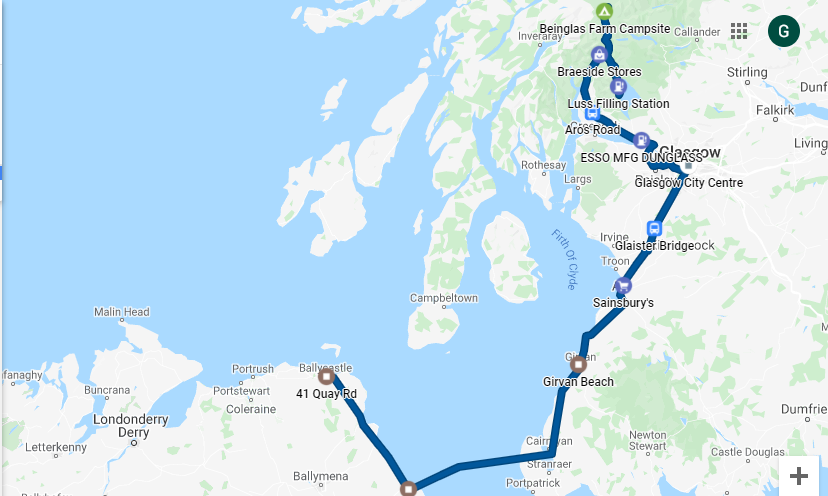 Beinglas Farm Campsite
Callander
G
Inveraray
Braeside Stores
Stirling
Luss Filling Station
Falkirk
Aros Road
ESSO MFG DUNGLASS
Glasgow
Rothesay
Glasgow City Centre
Largs
Irvine
Glaister Bridge
ock
Firth Of Clyde
Troon
Campbeltown
Sainsbury's
Malin Head
Girvan
Girvan Beach
Portrush
Ballycastle
41 Quay Rd
Buncrana
Portstewart
Coleraine
Londonderry
Derry
Dumfrie
Letterkenny
Cairnryan
Newton
Stewart
Castle Douglas
Stranraer
Ballymena
Portpatrick